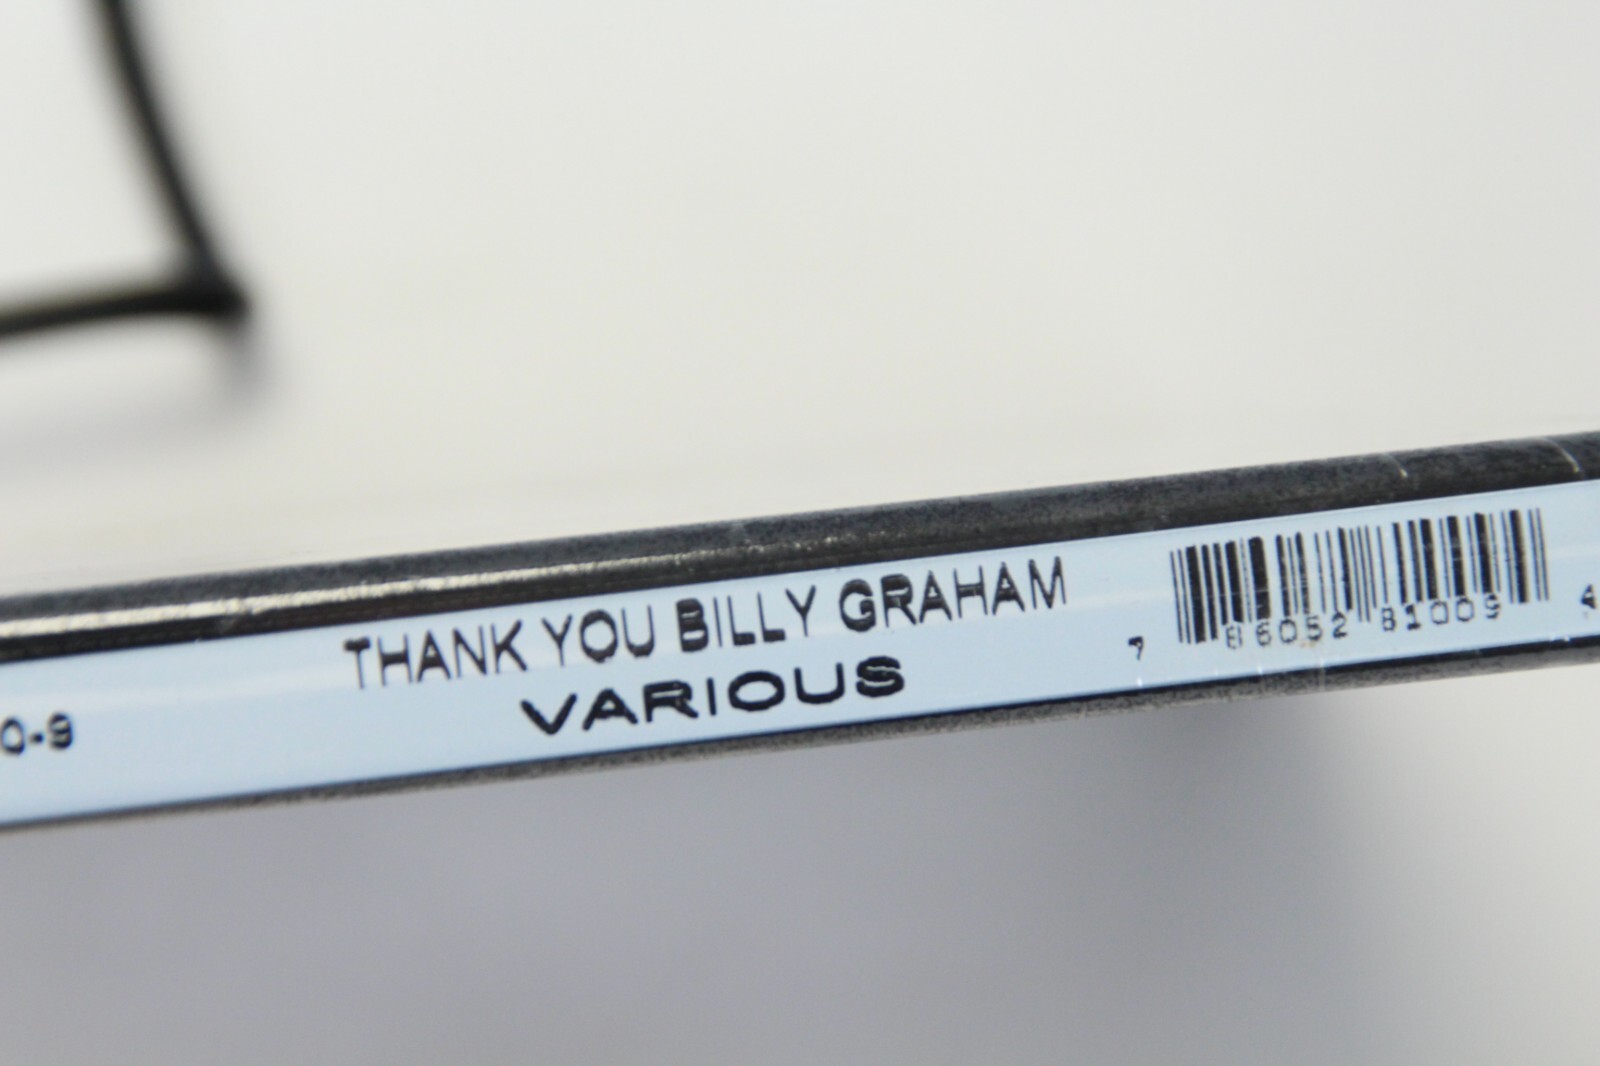 THANK YOU BILLY GRAHAM
VARIOUS
0-9
7 86052 81009 4